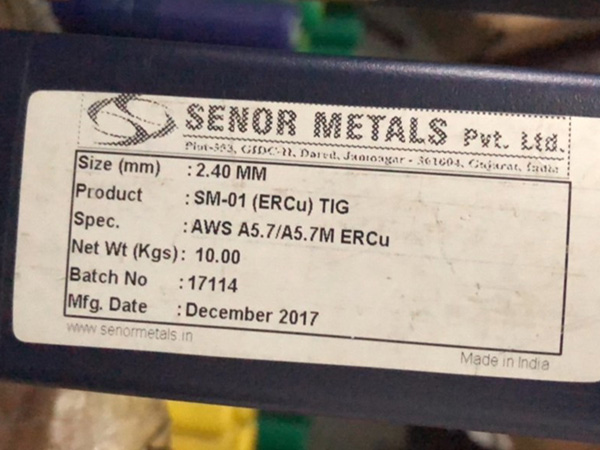 SENOR METALS Pvt. Ltd.
Plot-353, GIDC-II, Dared, Jamnagar - 361004, Gujarat, India
Size (mm) : 2.40 MM
Product : SM-01 (ERCu) TIG
Spec. : AWS A5.7/A5.7M ERCu
Net Wt (Kgs) : 10.00
Batch No : 17114
Mfg. Date : December 2017
www.senormetals.in
Made in India